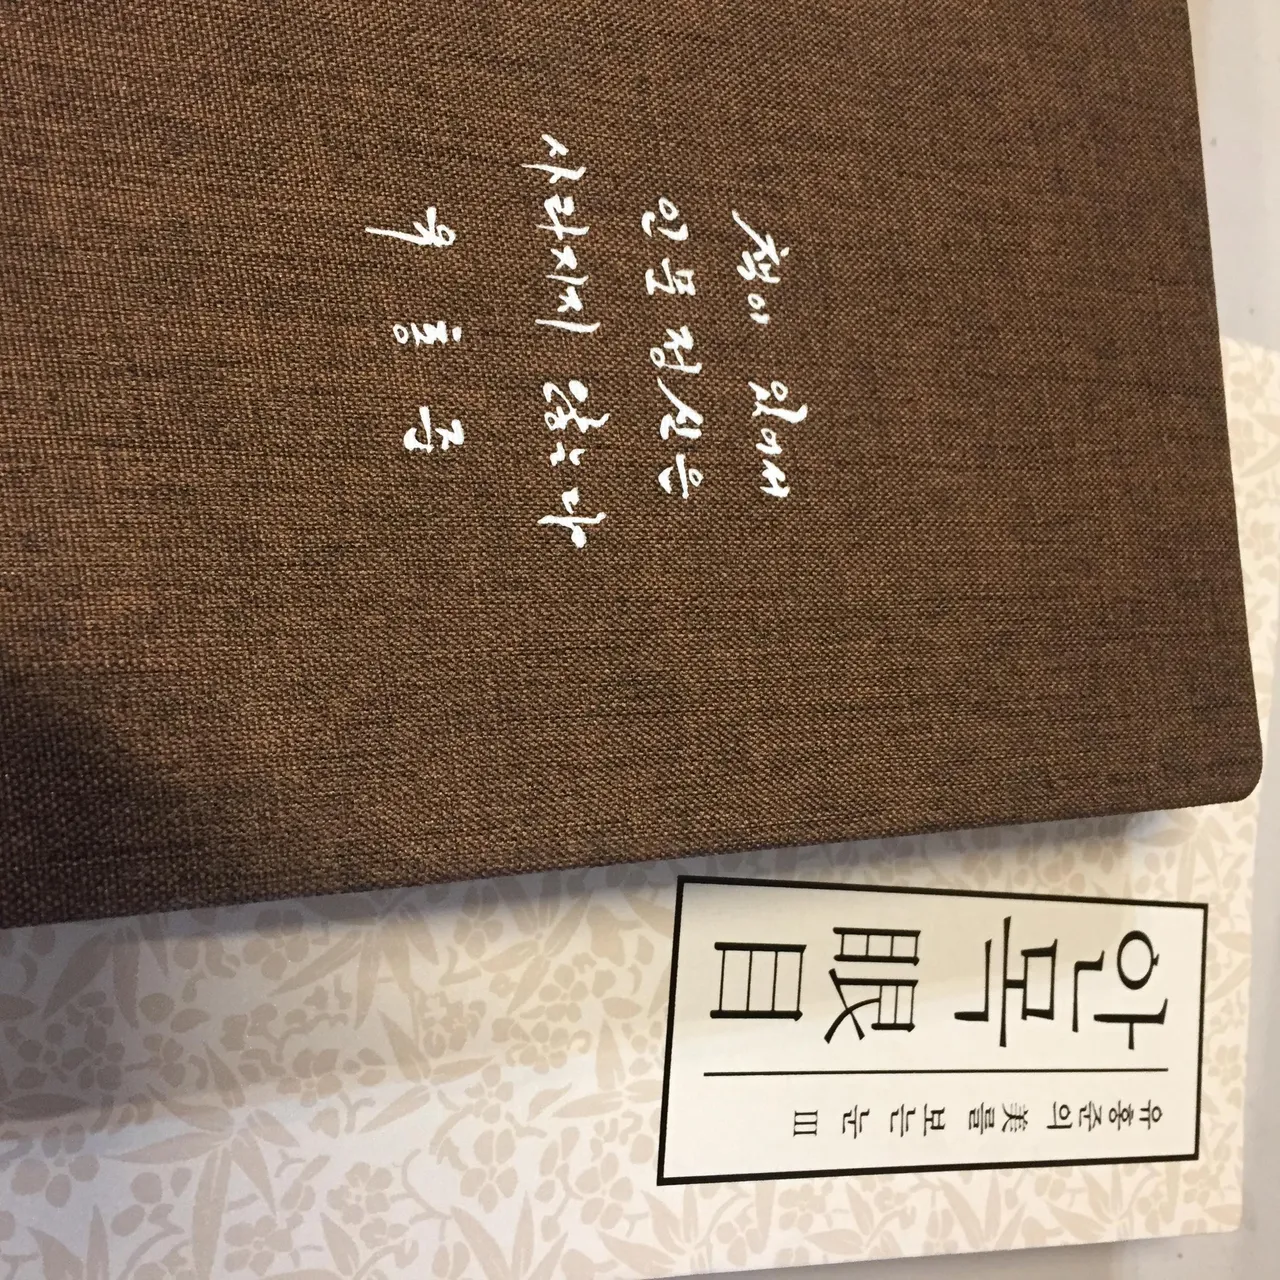 책이 있어서
인문정신은
사라지지 않는다
유홍준
안목
眼目
유홍준의 美를 보는 눈 III